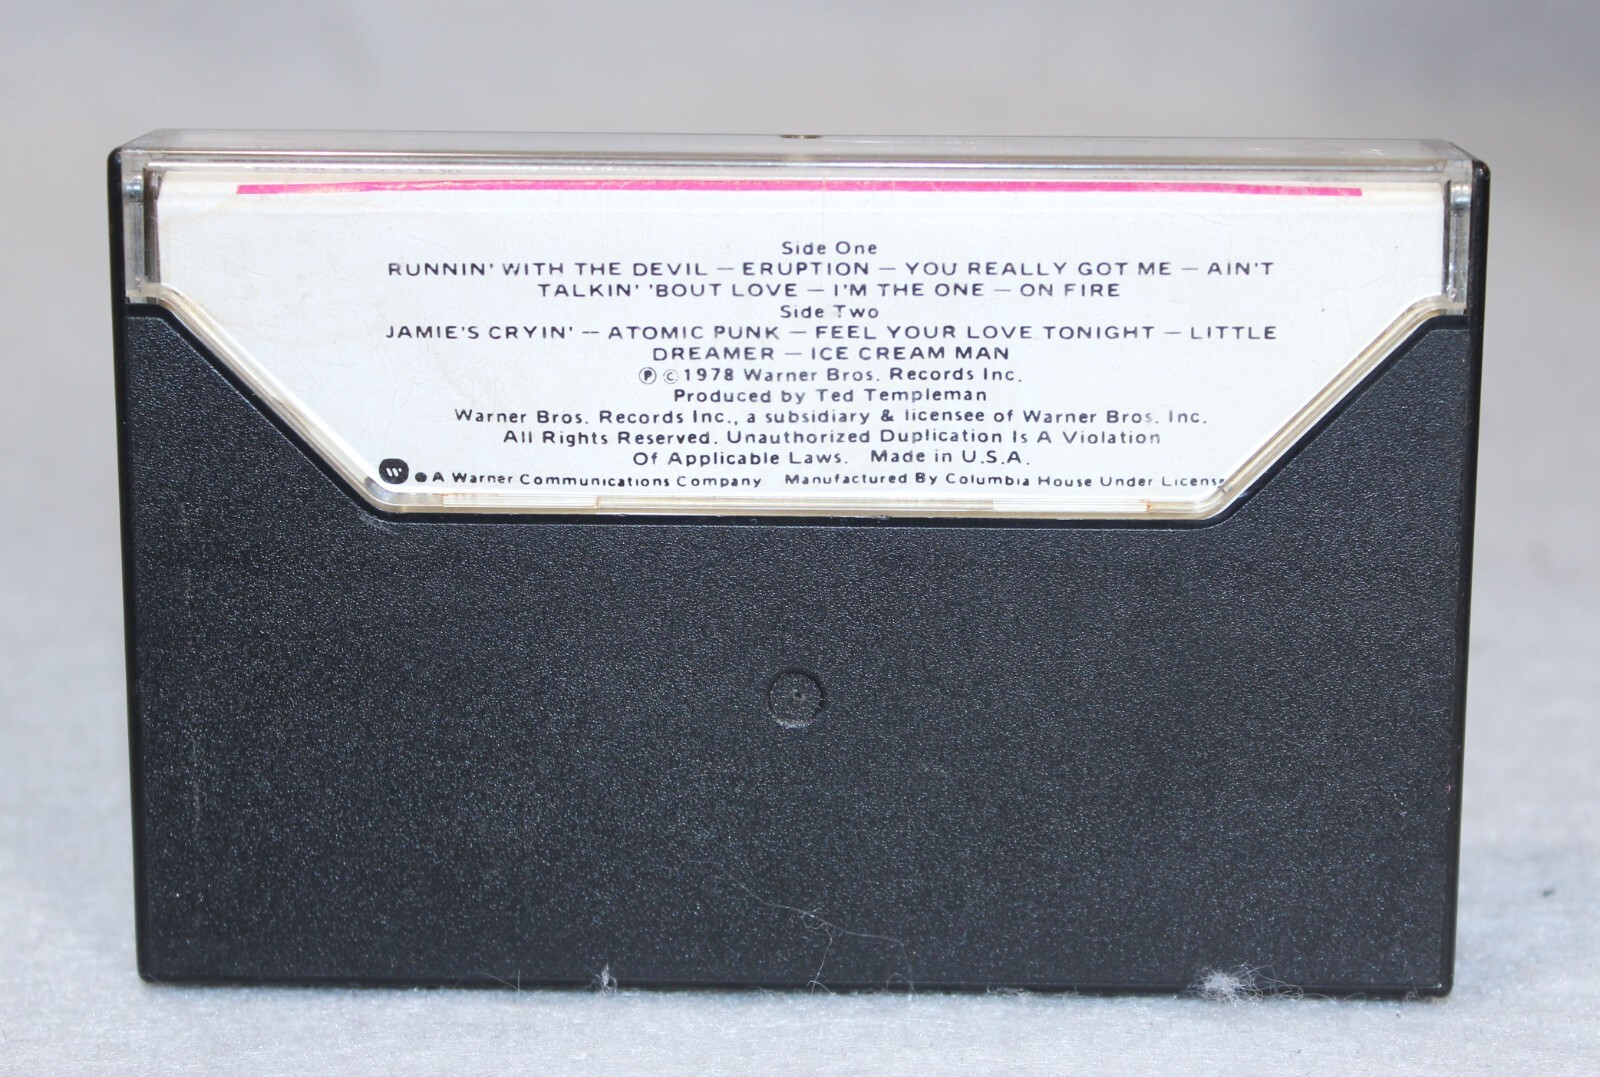 Side One
RUNNIN' WITH THE DEVIL — ERUPTION — YOU REALLY GOT ME — AIN'T
TALKIN' 'BOUT LOVE — I'M THE ONE — ON FIRE
Side Two
JAMIE'S CRYIN' — ATOMIC PUNK — FEEL YOUR LOVE TONIGHT — LITTLE
DREAMER — ICE CREAM MAN
℗ © 1978 Warner Bros. Records Inc.
Produced by Ted Templeman
Warner Bros. Records Inc., a subsidiary & licensee of Warner Bros. Inc.
All Rights Reserved. Unauthorized Duplication Is A Violation
Of Applicable Laws. Made in U.S.A.
● A Warner Communications Company Manufactured By Columbia House Under License